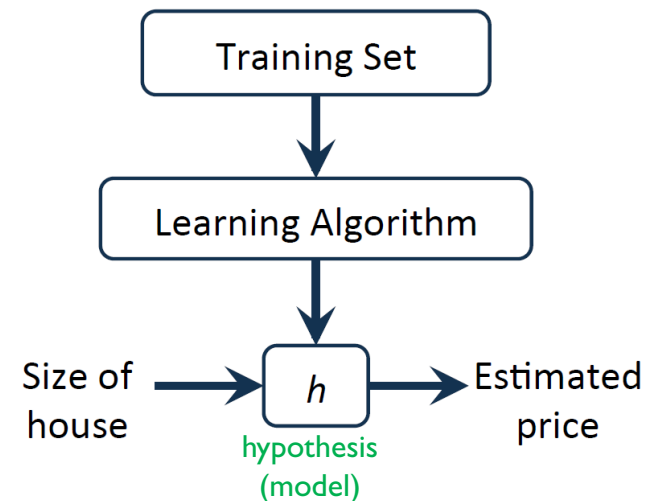 Training Set
Learning Algorithm
Size of
house
h
Estimated
price
hypothesis
(model)